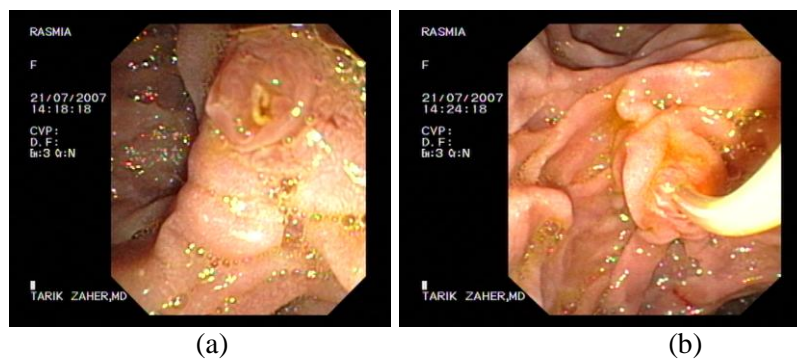 RASMIA
F
21/07/2007
14:18:18
CVP:
D.F:
TARIK ZAHER,MD
(a)
RASMIA
F
21/07/2007
14:24:18
CVP:
D.F:
TARIK ZAHER,MD
(b)